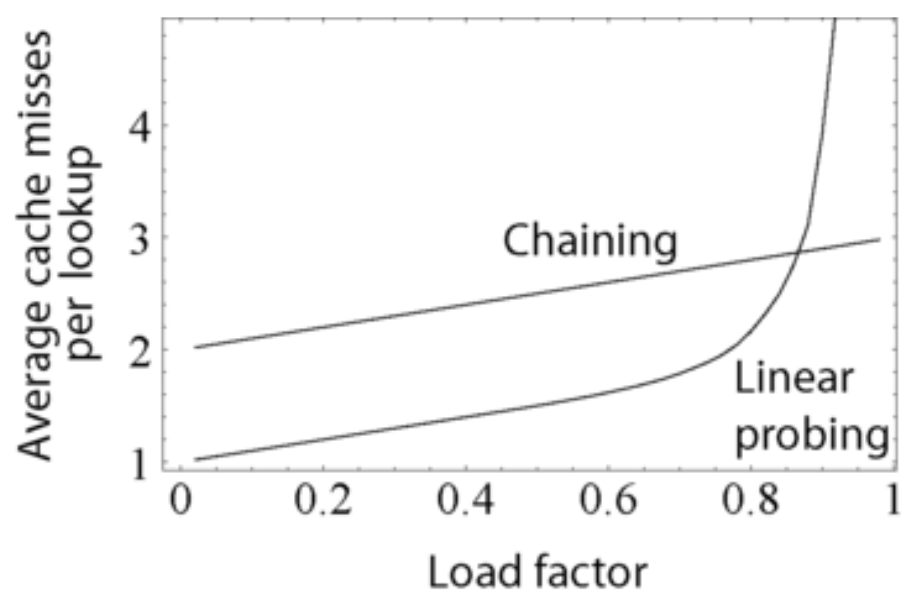 Average cache misses
per lookup
4
3
2
1
Chaining
Linear
probing
0
0.2
0.4
0.6
0.8
1
Load factor